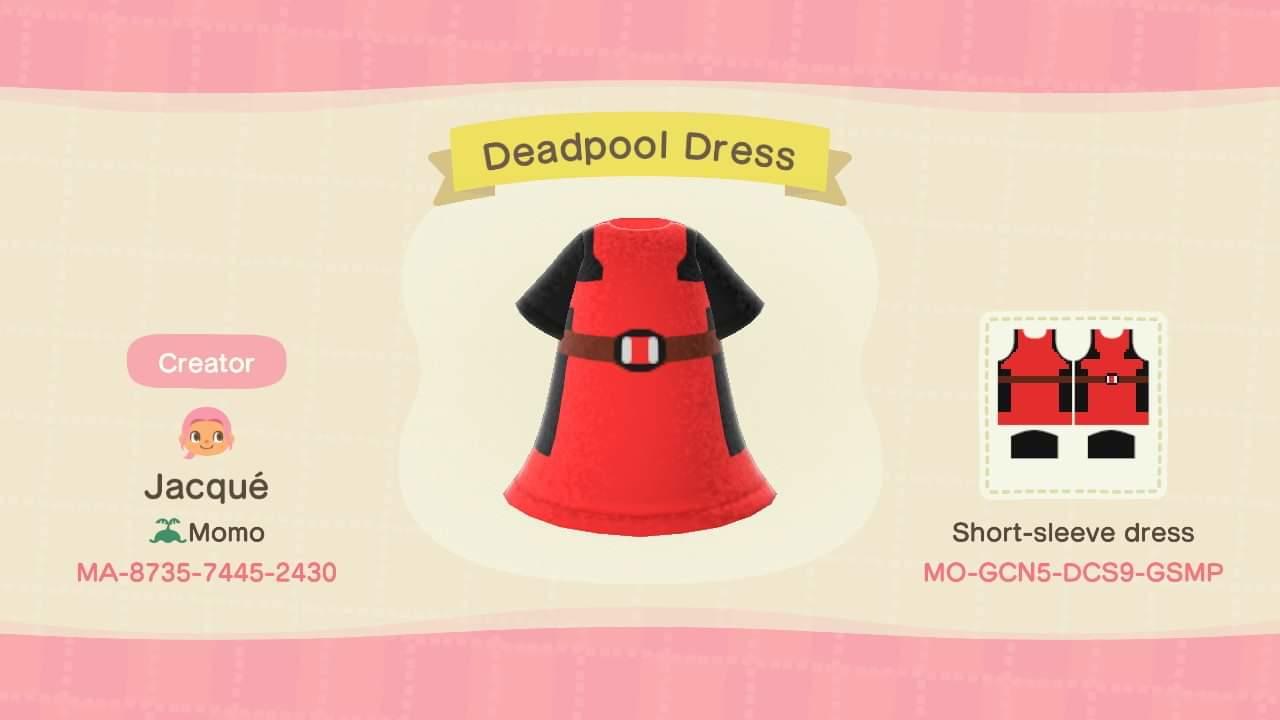 Deadpool Dress
Creator
Jacqué
Momo
MA-8735-7445-2430
Short-sleeve dress
MO-GCN5-DCS9-GSMP